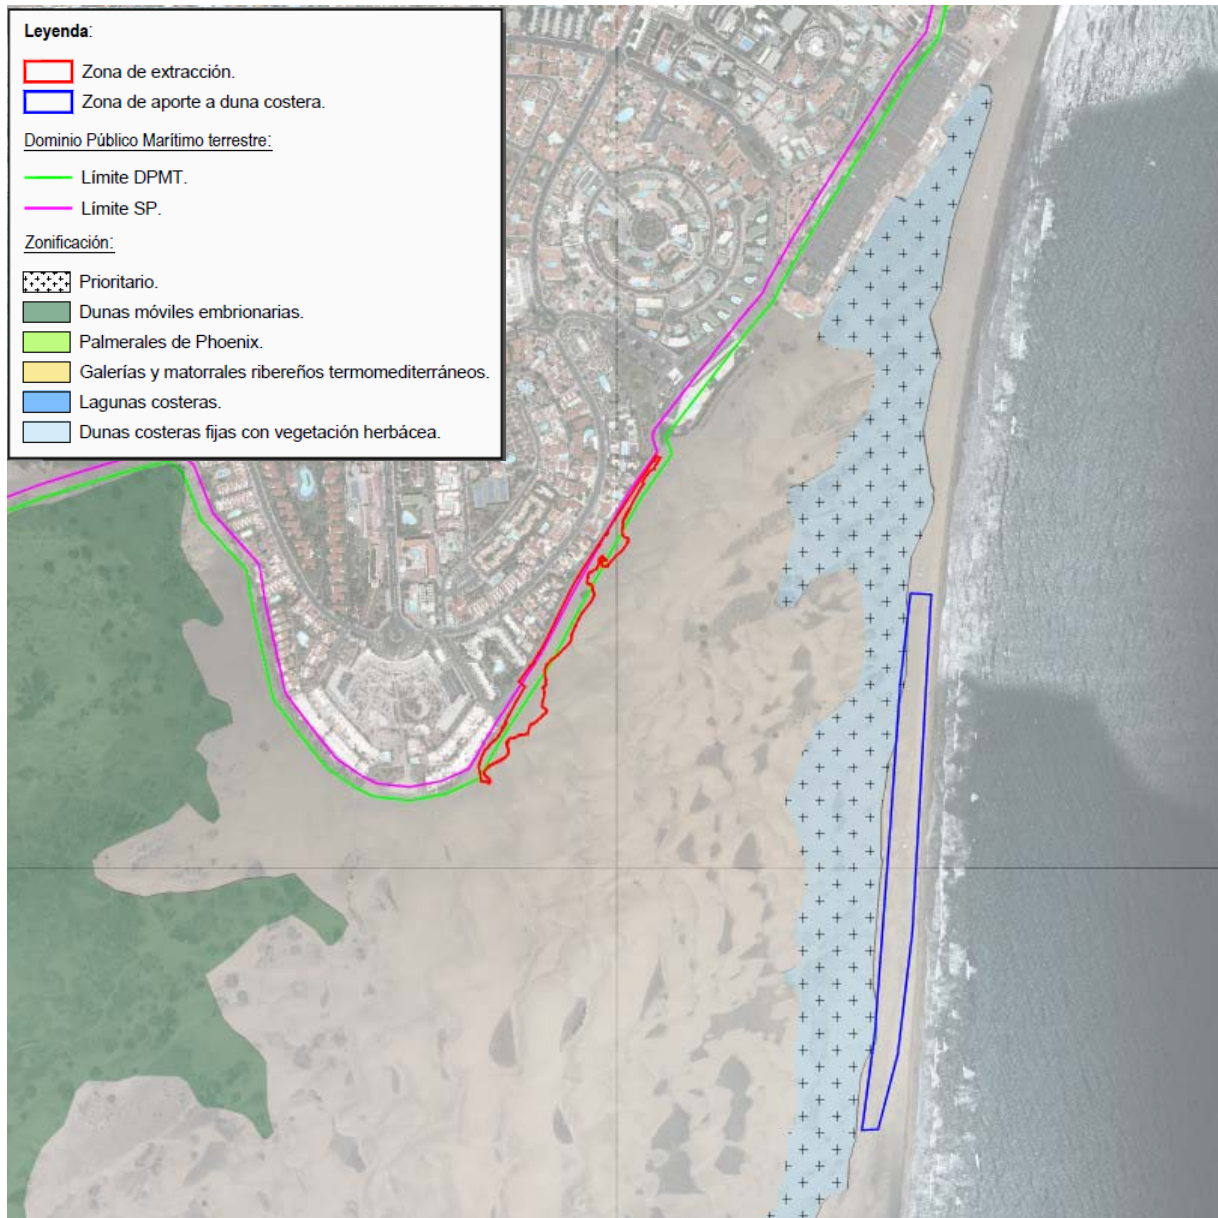 Leyenda:
Zona de extracción.
Zona de aporte a duna costera.
Dominio Público Marítimo terrestre:
Límite DPMT.
Límite SP.
Zonificación:
Prioritario.
Dunas móviles embrionarias.
Palmerales de Phoenix.
Galerías y matorrales ribereños termomediterráneos.
Lagunas costeras.
Dunas costeras fijas con vegetación herbácea.